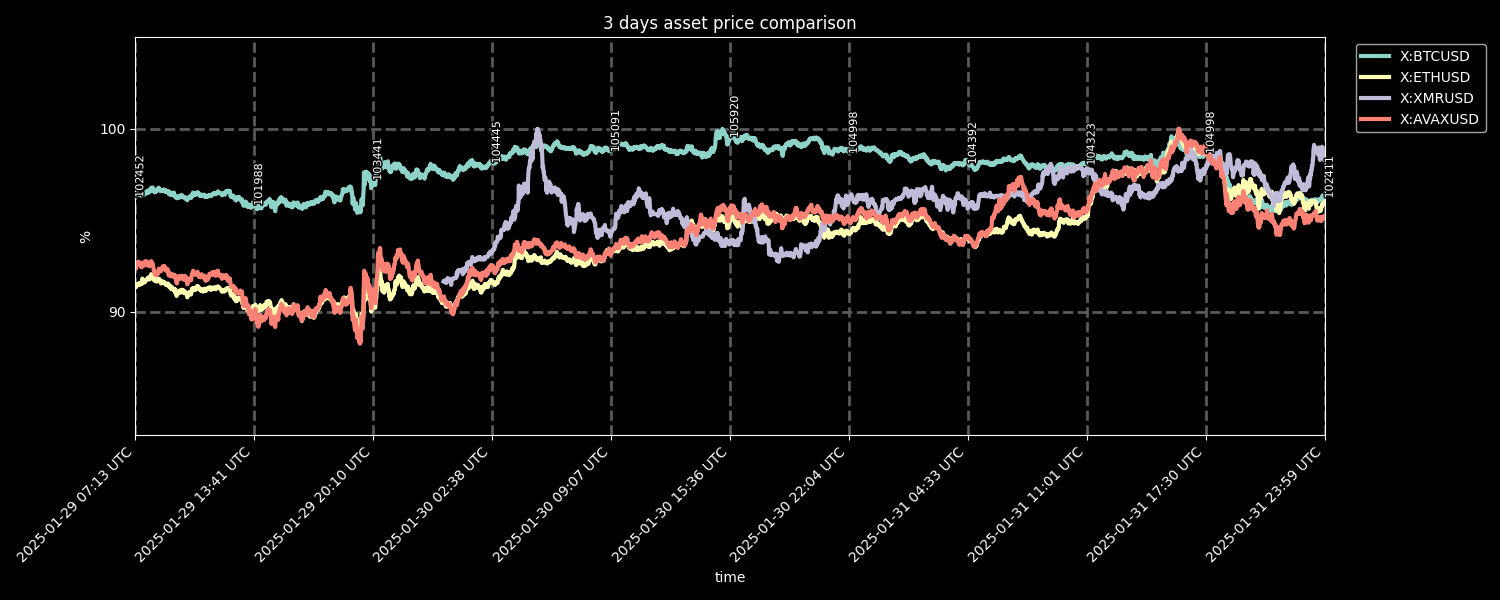 3 days asset price comparison
X:BTCUSD
X:ETHUSD
X:XMRUSD
X:AVAXUSD
100
90
%
102452
101988
103441
104445
105091
105920
104998
104392
104323
104998
102411
2025-01-29 07:13 UTC
2025-01-29 13:41 UTC
2025-01-29 20:10 UTC
2025-01-30 02:38 UTC
2025-01-30 09:07 UTC
2025-01-30 15:36 UTC
2025-01-30 22:04 UTC
2025-01-31 04:33 UTC
2025-01-31 11:01 UTC
2025-01-31 17:30 UTC
2025-01-31 23:59 UTC
time